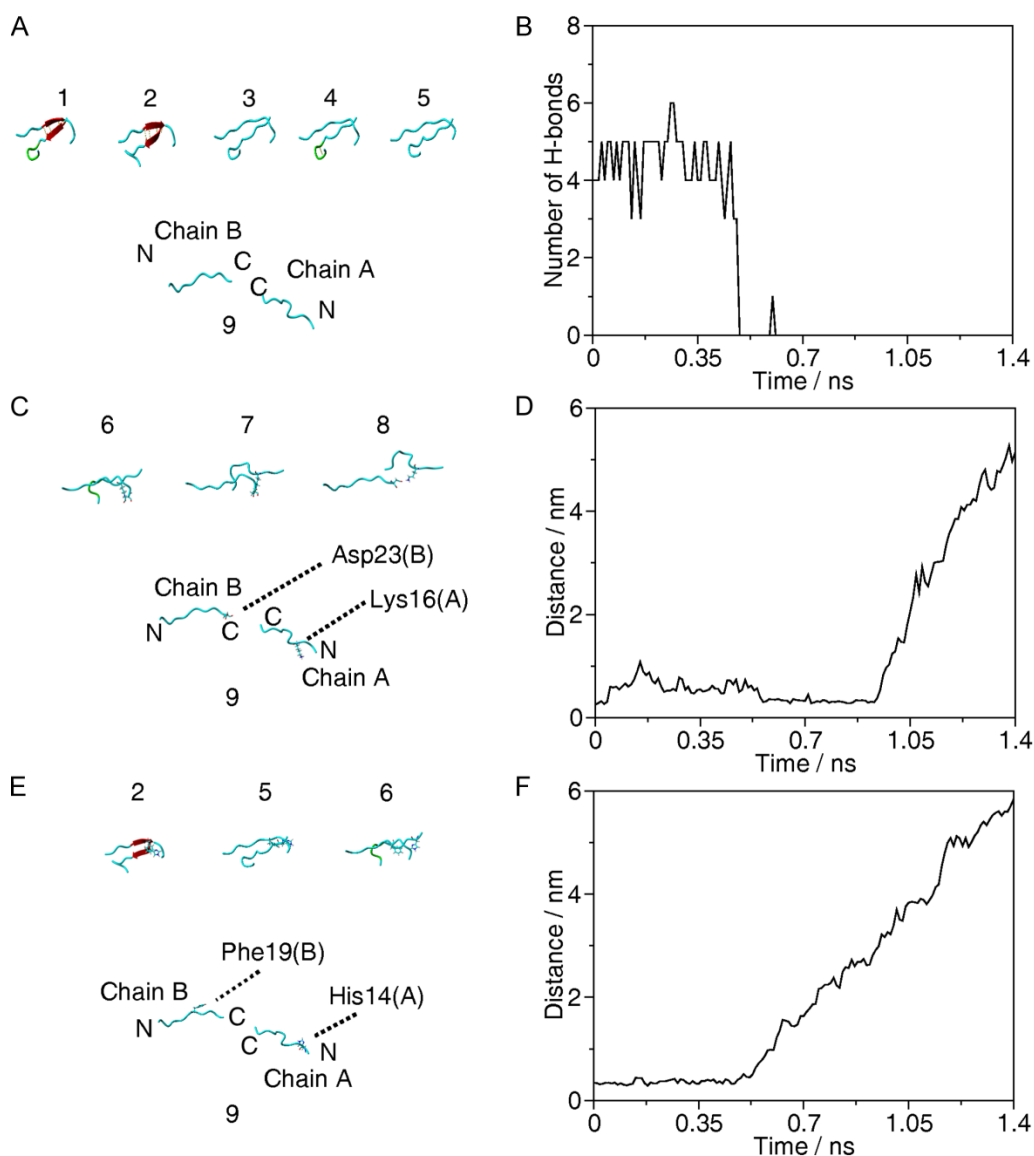 A
1 2 3 4 5
Chain B
N
C
Chain A
C
N
9
B
8
6
4
2
0
Number of H-bonds
0 0.35 0.7 1.05 1.4
Time / ns
C
6 7 8
Asp23(B)
Chain B
Lys16(A)
C
N
C
N
Chain A
9
D
6
4
2
0
Distance / nm
0 0.35 0.7 1.05 1.4
Time / ns
E
2 5 6
Phe19(B)
Chain B
His14(A)
N
C
C
N
Chain A
9
F
6
4
2
0
Distance / nm
0 0.35 0.7 1.05 1.4
Time / ns